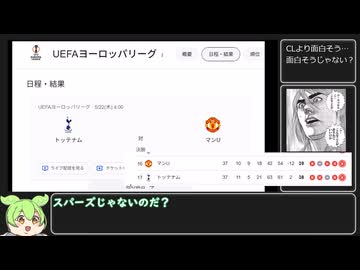 UEFAヨーロッパリーグ
概要
日程・結果
順位
CLより面白そう…
面白そうじゃない？
日程・結果
UEFAヨーロッパリーグ・5/22(木) 4:00
トッテナム
対
マンU
決勝
ライブ配信を見る
チケット
16 マンU 37 10 9 18 42 54 -12 39
17 トッテナム 37 11 5 21 63 61 2 38
スパーズじゃないのだ？